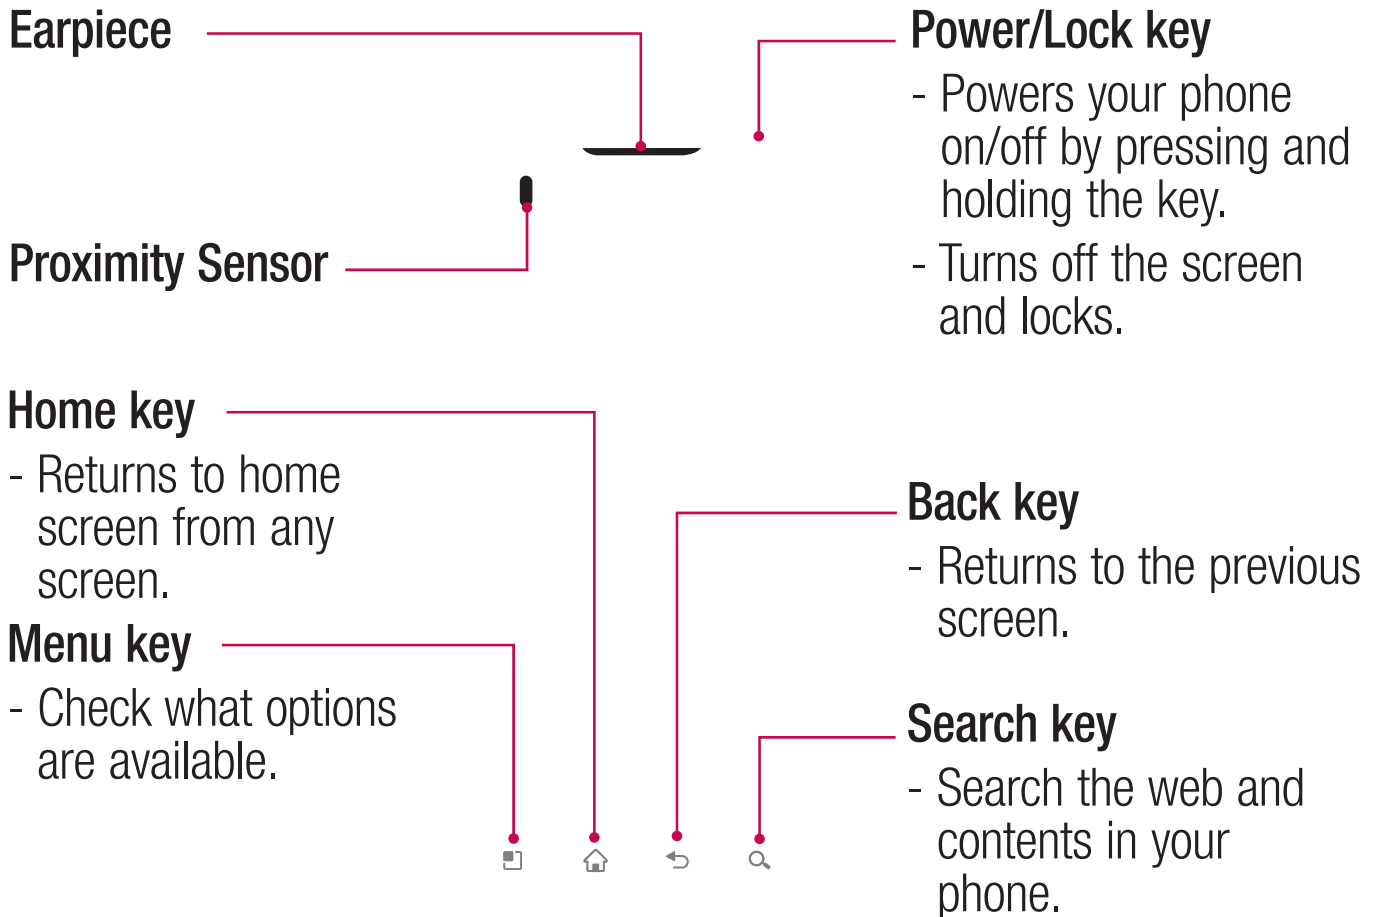 Earpiece
Proximity Sensor
Home key
- Returns to home
screen from any
screen.
Menu key
- Check what options
are available.
Power/Lock key
- Powers your phone
on/off by pressing and
holding the key.
- Turns off the screen
and locks.
Back key
- Returns to the previous
screen.
Search key
- Search the web and
contents in your
phone.